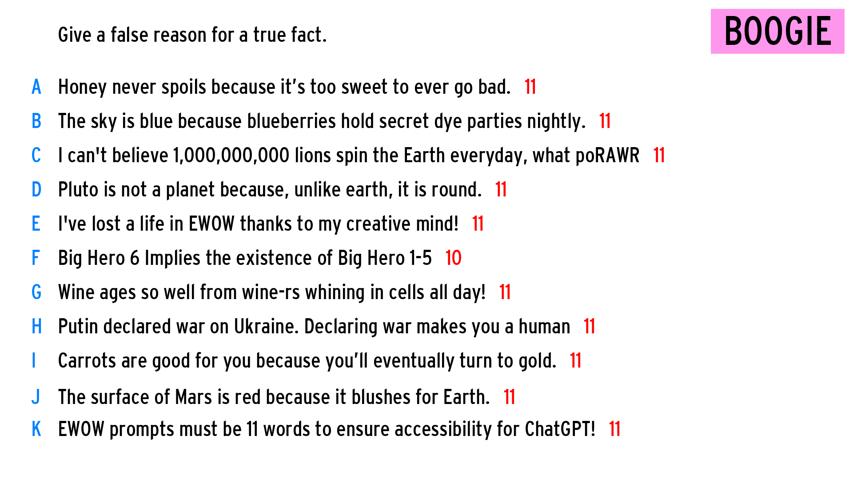 Give a false reason for a true fact.
BOOGIE
A Honey never spoils because it's too sweet to ever go bad. 11
B The sky is blue because blueberries hold secret dye parties nightly. 11
C I can't believe 1,000,000,000 lions spin the Earth everyday, what poRAWR 11
D Pluto is not a planet because, unlike earth, it is round. 11
E I've lost a life in EWOW thanks to my creative mind! 11
F Big Hero 6 Implies the existence of Big Hero 1-5 10
G Wine ages so well from wine-rs whining in cells all day! 11
H Putin declared war on Ukraine. Declaring war makes you a human 11
I Carrots are good for you because you'll eventually turn to gold. 11
J The surface of Mars is red because it blushes for Earth. 11
K EWOW prompts must be 11 words to ensure accessibility for ChatGPT! 11